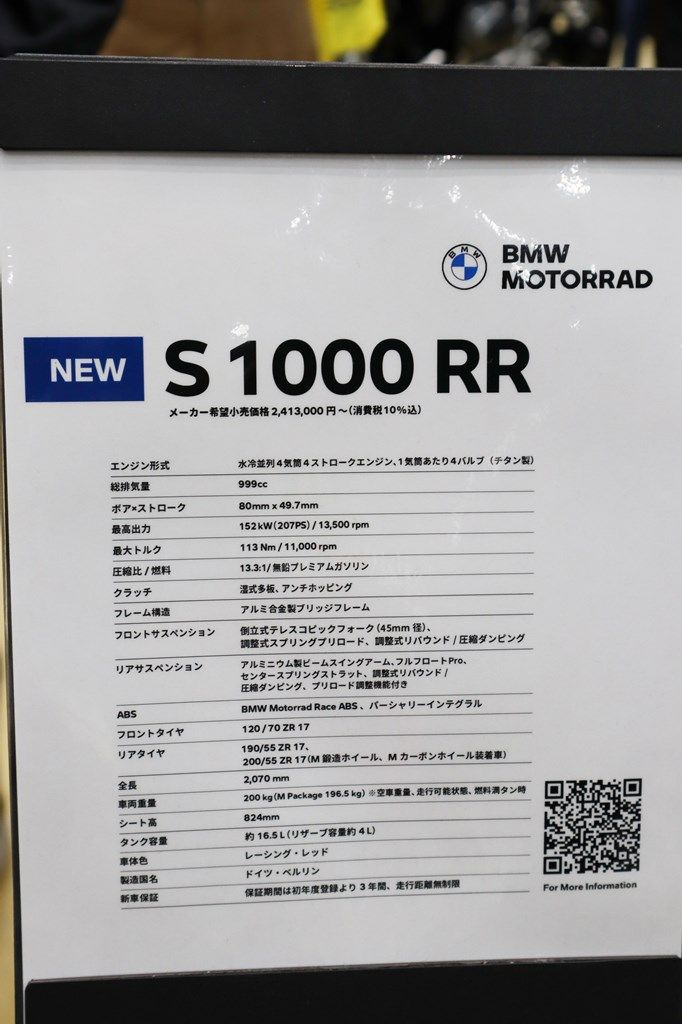 BMW
BMW
MOTORRAD
NEW
S 1000 RR
メーカー希望小売価格 2,413,000 円 〜(消費税10%込)
エンジン形式 水冷並列4気筒4ストロークエンジン、1気筒あたり4バルブ(チタン製)
総排気量 999cc
ボア×ストローク 80mm x 49.7mm
最高出力 152kW(207PS) / 13,500 rpm
最大トルク 113 Nm / 11,000 rpm
圧縮比 / 燃料 13.3:1/ 無鉛プレミアムガソリン
クラッチ 湿式多板、アンチホッピング
フレーム構造 アルミ合金製ブリッジフレーム
フロントサスペンション 倒立式テレスコピックフォーク(45mm 径)、
調整式スプリングプリロード、調整式リバウンド / 圧縮ダンピング
リアサスペンション アルミニウム製ビームスイングアーム、フルフロートPro、
センタースプリングストラット、調整式リバウンド /
圧縮ダンピング、プリロード調整機能付き
ABS BMW Motorrad Race ABS 、パーシャリーインテグラル
フロントタイヤ 120 / 70 ZR 17
リアタイヤ 190/55 ZR 17、
200/55 ZR 17(M 鍛造ホイール、M カーボンホイール装着車)
全長 2,070 mm
車両重量 200 kg(M Package 196.5 kg) ※空車重量、走行可能状態、燃料満タン時
シート高 824mm
タンク容量 約 16.5 L(リザーブ容量約 4 L)
車体色 レーシング・レッド
製造国名 ドイツ・ベルリン
新車保証 保証期間は初年度登録より 3 年間、走行距離無制限
For More Information